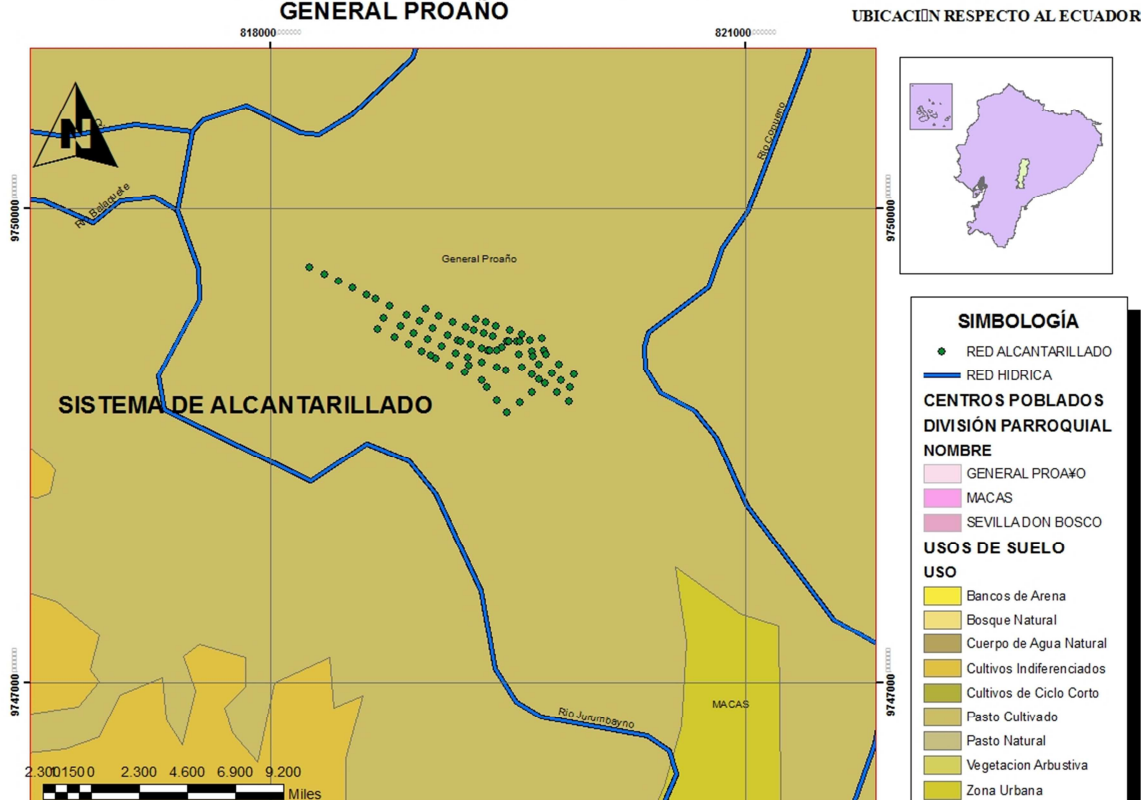 GENERAL PROAÑO
UBICACI▯N RESPECTO AL ECUADOR
818000
821000
N
Río Copueno
Río Balaquete
9750000
9750000
General Proaño
SISTEMA DE ALCANTARILLADO
SIMBOLOGÍA
RED ALCANTARILLADO
RED HIDRICA
CENTROS POBLADOS
DIVISIÓN PARROQUIAL
NOMBRE
GENERAL PROA¥O
MACAS
SEVILLA DON BOSCO
USOS DE SUELO
USO
Bancos de Arena
Bosque Natural
Cuerpo de Agua Natural
Cultivos Indiferenciados
Cultivos de Ciclo Corto
Pasto Cultivado
Pasto Natural
Vegetacion Arbustiva
Zona Urbana
9747000
9747000
MACAS
Río Jurumbayno
2.300 1.150 0 2.300 4.600 6.900 9.200
Miles